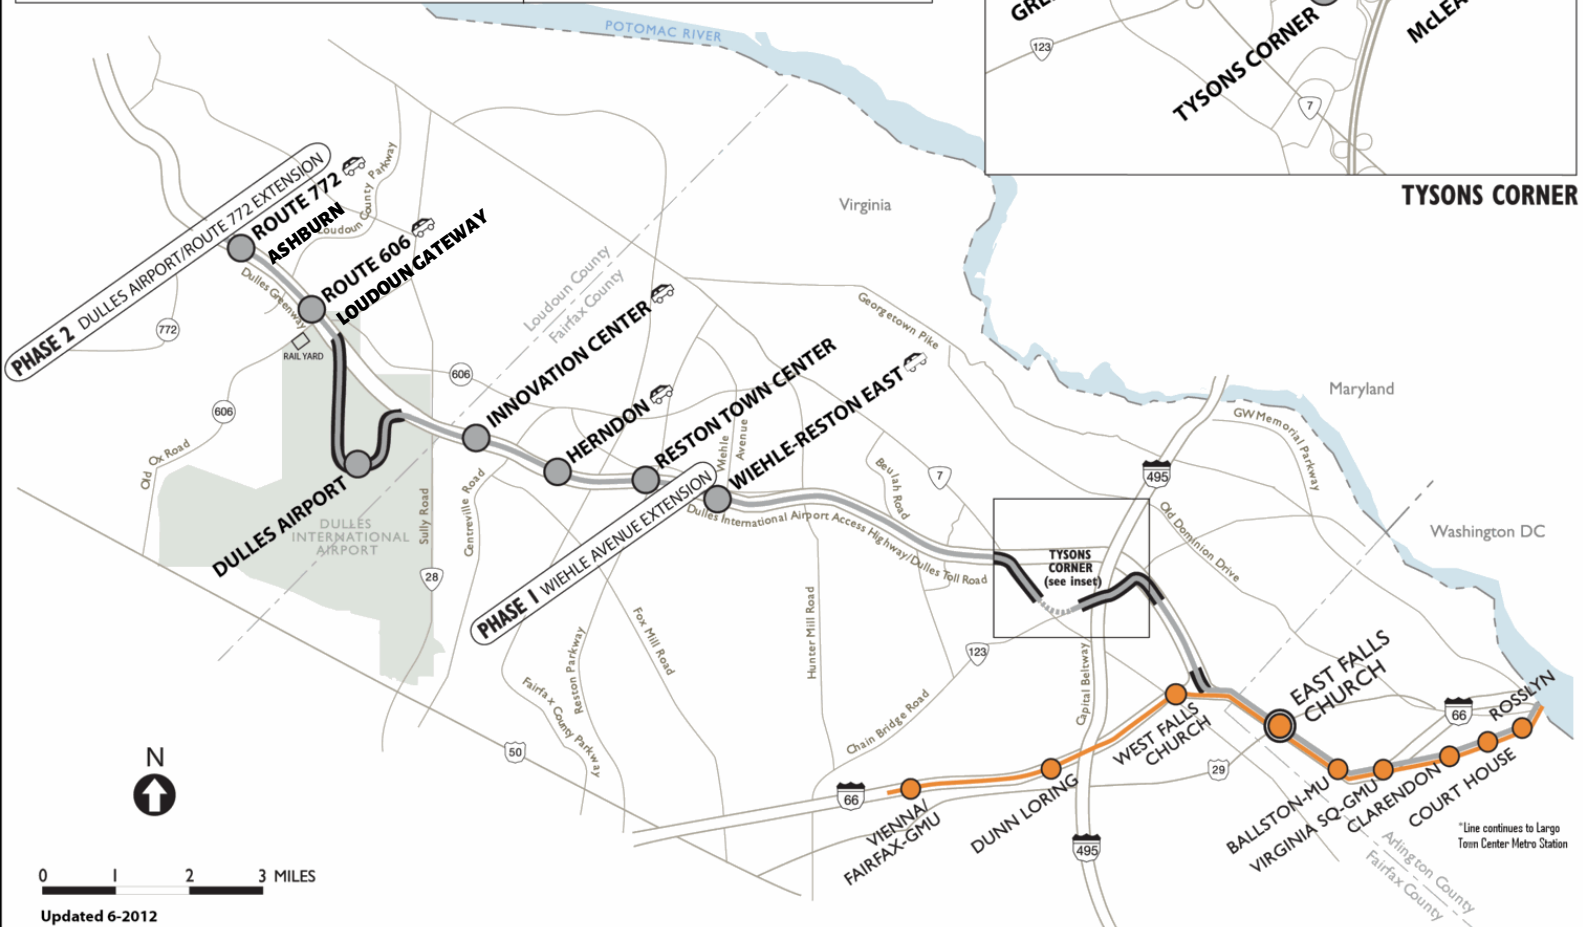 POTOMAC RIVER
123
TYSONS CORNER
7
TYSONS CORNER
Virginia
Maryland
Washington DC
PHASE 2 DULLES AIRPORT/ROUTE 772 EXTENSION
ROUTE 772
ASHBURN
Loudoun County Parkway
ROUTE 606
LOUDOUN GATEWAY
Dulles Greenway
772
RAIL YARD
606
606
Old Ox Road
Loudoun County
Fairfax County
INNOVATION CENTER
HERNDON
RESTON TOWN CENTER
Wiehle
Avenue
WIEHLE-RESTON EAST
Georgetown Pike
DULLES AIRPORT
DULLES
INTERNATIONAL
AIRPORT
Sully Road
28
Centreville Road
PHASE 1 WIEHLE AVENUE EXTENSION
Dulles International Airport Access Highway/Dulles Toll Road
Beulah Road
7
495
GW Memorial Parkway
Old Dominion Drive
TYSONS
CORNER
(see inset)
Fox Mill Road
Reston Parkway
Fairfax County Parkway
Hunter Mill Road
123
Chain Bridge Road
Capital Beltway
50
66
VIENNA/
FAIRFAX-GMU
DUNN LORING
WEST FALLS
CHURCH
EAST FALLS
CHURCH
29
66
ROSSLYN
BALLSTON-MU
VIRGINIA SQ-GMU
CLARENDON
COURT HOUSE
495
Arlington County
Fairfax County
*Line continues to Largo
Town Center Metro Station
N
0 1 2 3 MILES
Updated 6-2012